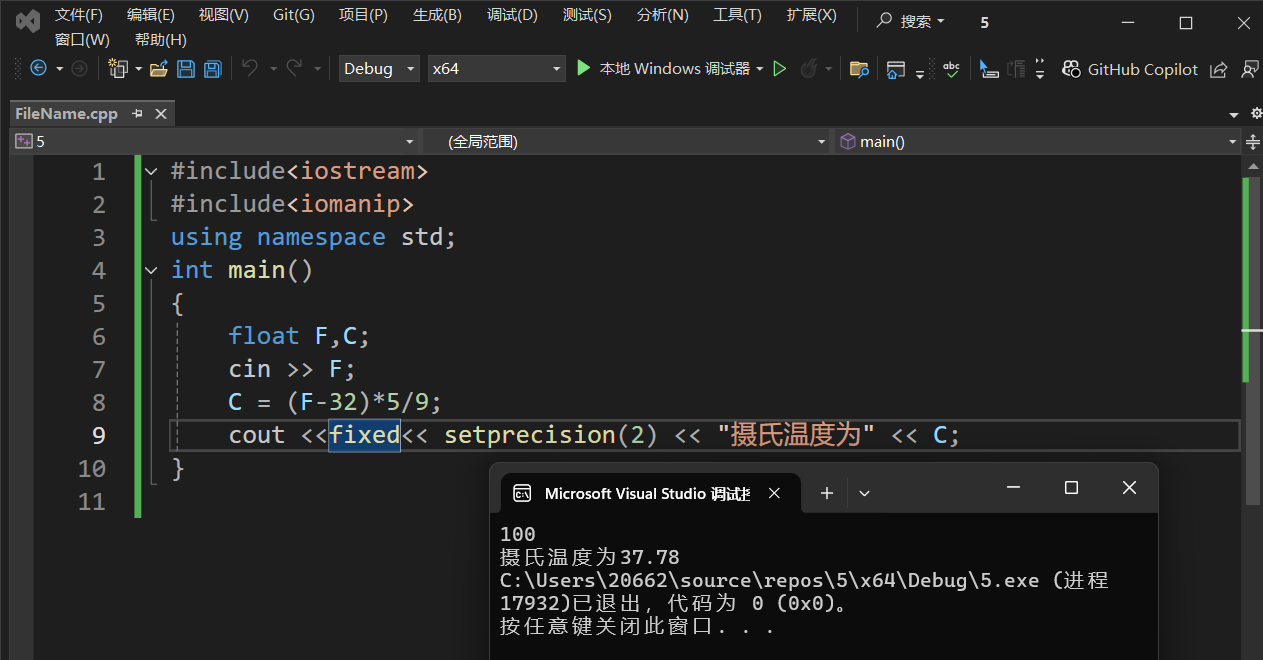 文件(F) 编辑(E) 视图(V) Git(G) 项目(P) 生成(B) 调试(D) 测试(S) 分析(N) 工具(T) 扩展(X) 搜索 5
窗口(W) 帮助(H)
Debug x64 本地 Windows 调试器 abc GitHub Copilot
FileName.cpp
5 (全局范围) main()
1 #include<iostream>
2 #include<iomanip>
3 using namespace std;
4 int main()
5 {
6 float F,C;
7 cin >> F;
8 C = (F-32)*5/9;
9 cout <<fixed<< setprecision(2) << "摄氏温度为" << C;
10 }
11
Microsoft Visual Studio 调试
100
摄氏温度为37.78
C:\Users\20662\source\repos\5\x64\Debug\5.exe (进程
17932)已退出，代码为 0 (0x0)。
按任意键关闭此窗口. . .